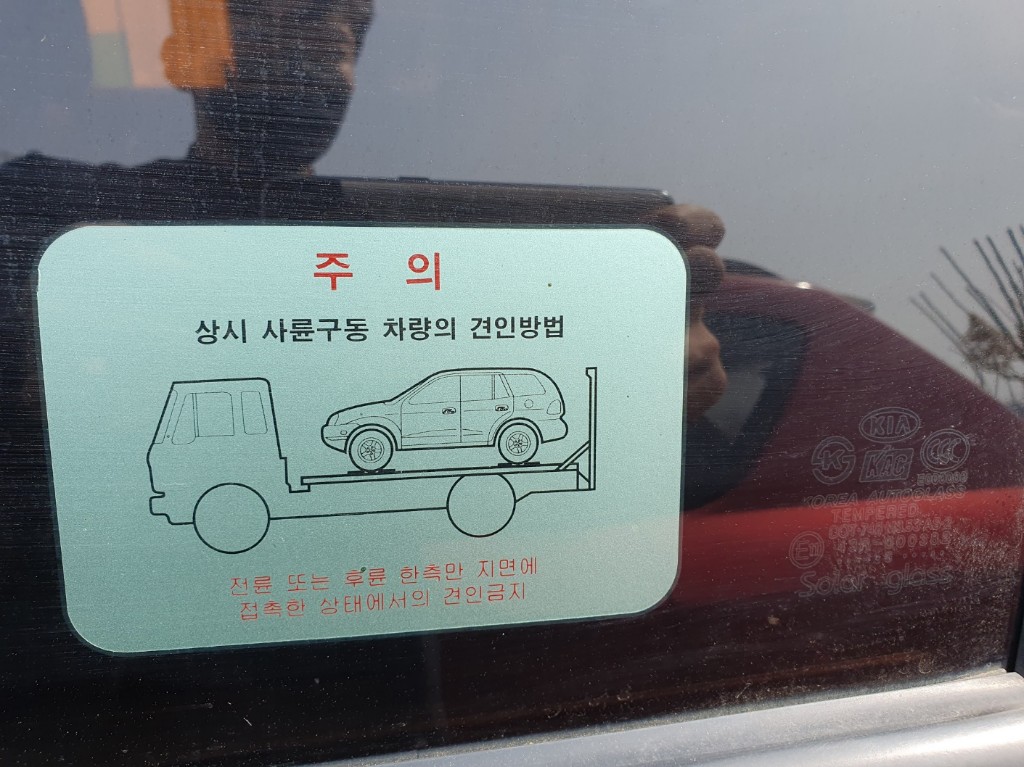 주 의
상시 사륜구동 차량의 견인방법
전륜 또는 후륜 한측만 지면에
접촉한 상태에서의 견인금지
KIA
KAC
KOREA AUTOGLASS
TEMPERED
Solar glass